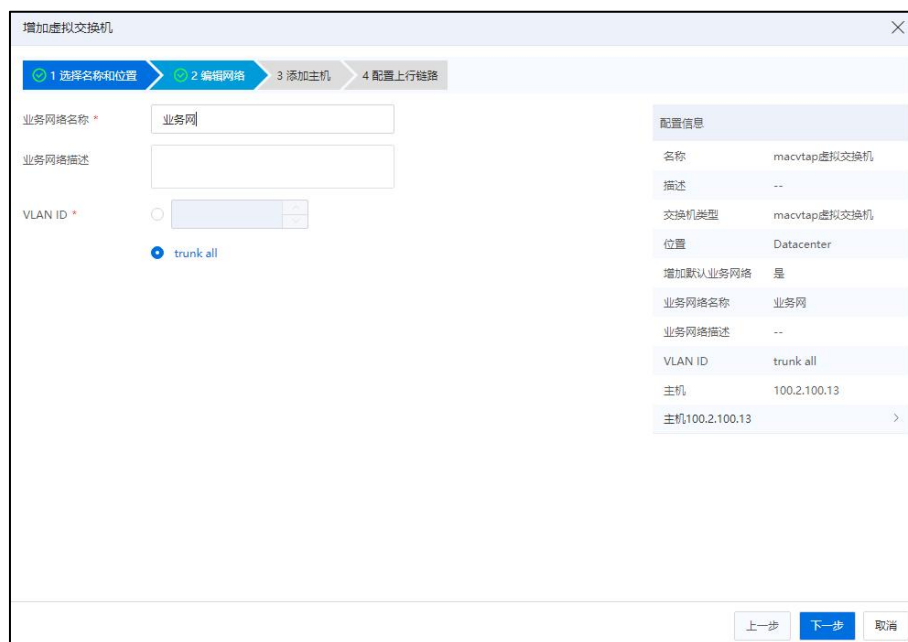 增加虚拟交换机
1 选择名称和位置 2 编辑网络 3 添加主机 4 配置上行链路
业务网络名称 * 业务网
业务网络描述
VLAN ID *
trunk all
配置信息
名称 macvtap虚拟交换机
描述 --
交换机类型 macvtap虚拟交换机
位置 Datacenter
增加默认业务网络 是
业务网络名称 业务网
业务网络描述 --
VLAN ID trunk all
主机 100.2.100.13
主机100.2.100.13
上一步 下一步 取消